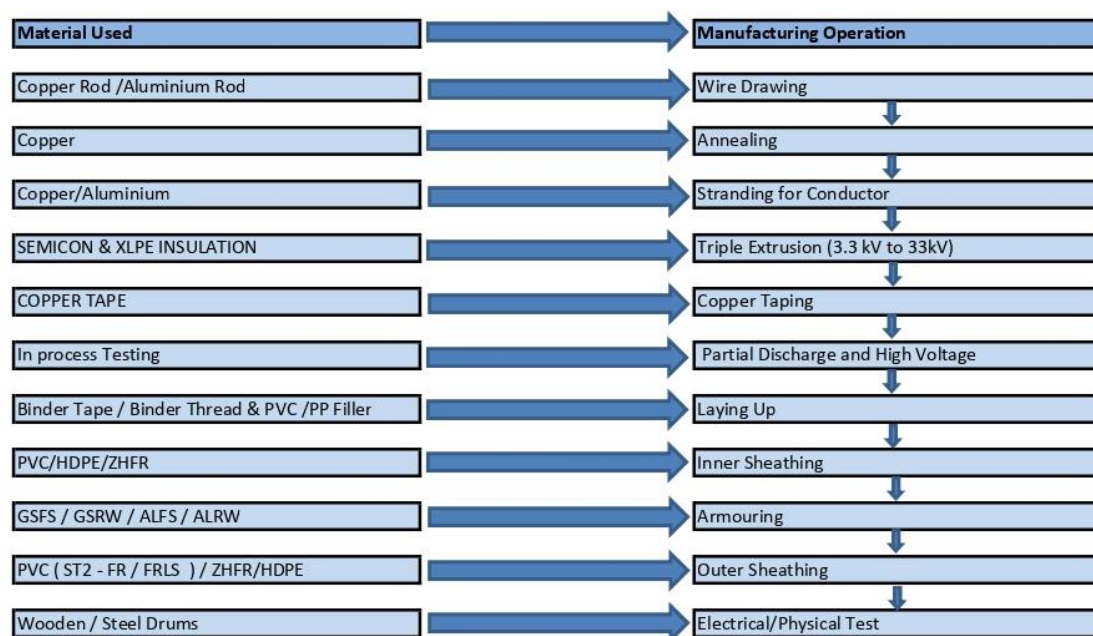 Material Used
Manufacturing Operation
Copper Rod /Aluminium Rod
Wire Drawing
Copper
Annealing
Copper/Aluminium
Stranding for Conductor
SEMICON & XLPE INSULATION
Triple Extrusion (3.3 kV to 33kV)
COPPER TAPE
Copper Taping
In process Testing
Partial Discharge and High Voltage
Binder Tape / Binder Thread & PVC /PP Filler
Laying Up
PVC/HDPE/ZHFR
Inner Sheathing
GSFS / GSRW / ALFS / ALRW
Armouring
PVC ( ST2 - FR / FRLS  ) / ZHFR/HDPE
Outer Sheathing
Wooden / Steel Drums
Electrical/Physical Test